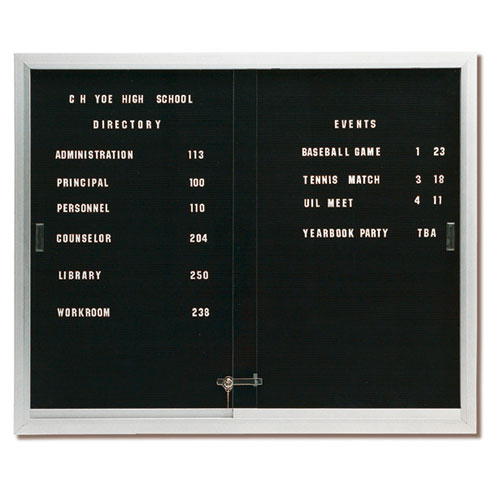 C H YOE HIGH SCHOOL
DIRECTORY
ADMINISTRATION 113
PRINCIPAL 100
PERSONNEL 110
COUNSELOR 204
LIBRARY 250
WORKROOM 238
EVENTS
BASEBALL GAME 1 23
TENNIS MATCH 3 18
UIL MEET 4 11
YEARBOOK PARTY TBA